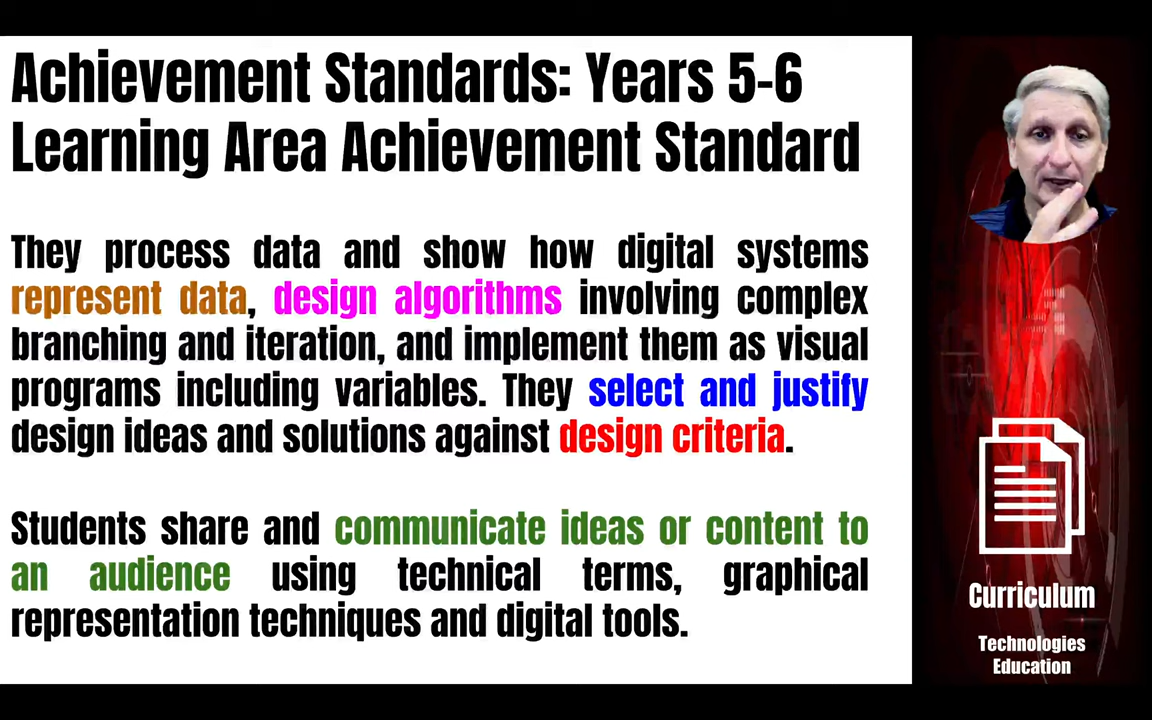 Achievement Standards: Years 5-6
Learning Area Achievement Standard
They process data and show how digital systems
represent data, design algorithms involving complex
branching and iteration, and implement them as visual
programs including variables. They select and justify
design ideas and solutions against design criteria.
Students share and communicate ideas or content to
an audience using technical terms, graphical
representation techniques and digital tools.
Curriculum
Technologies
Education